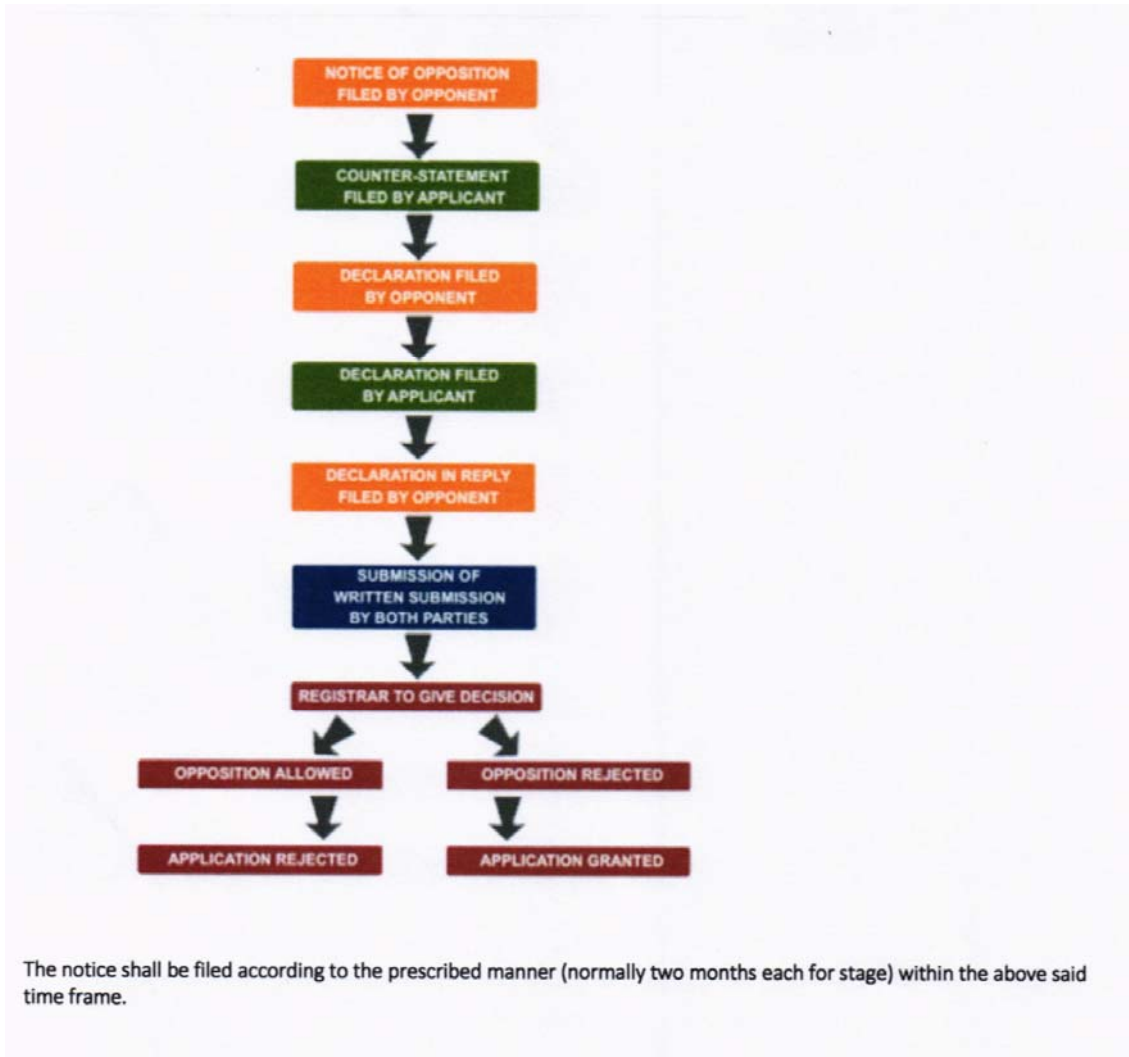 NOTICE OF OPPOSITION
FILED BY OPPONENT
COUNTER-STATEMENT
FILED BY APPLICANT
DECLARATION FILED
BY OPPONENT
DECLARATION FILED
BY APPLICANT
DECLARATION IN REPLY
FILED BY OPPONENT
SUBMISSION OF
WRITTEN SUBMISSION
BY BOTH PARTIES
REGISTRAR TO GIVE DECISION
OPPOSITION ALLOWED
OPPOSITION REJECTED
APPLICATION REJECTED
APPLICATION GRANTED
The notice shall be filed according to the prescribed manner (normally two months each for stage) within the above said
time frame.